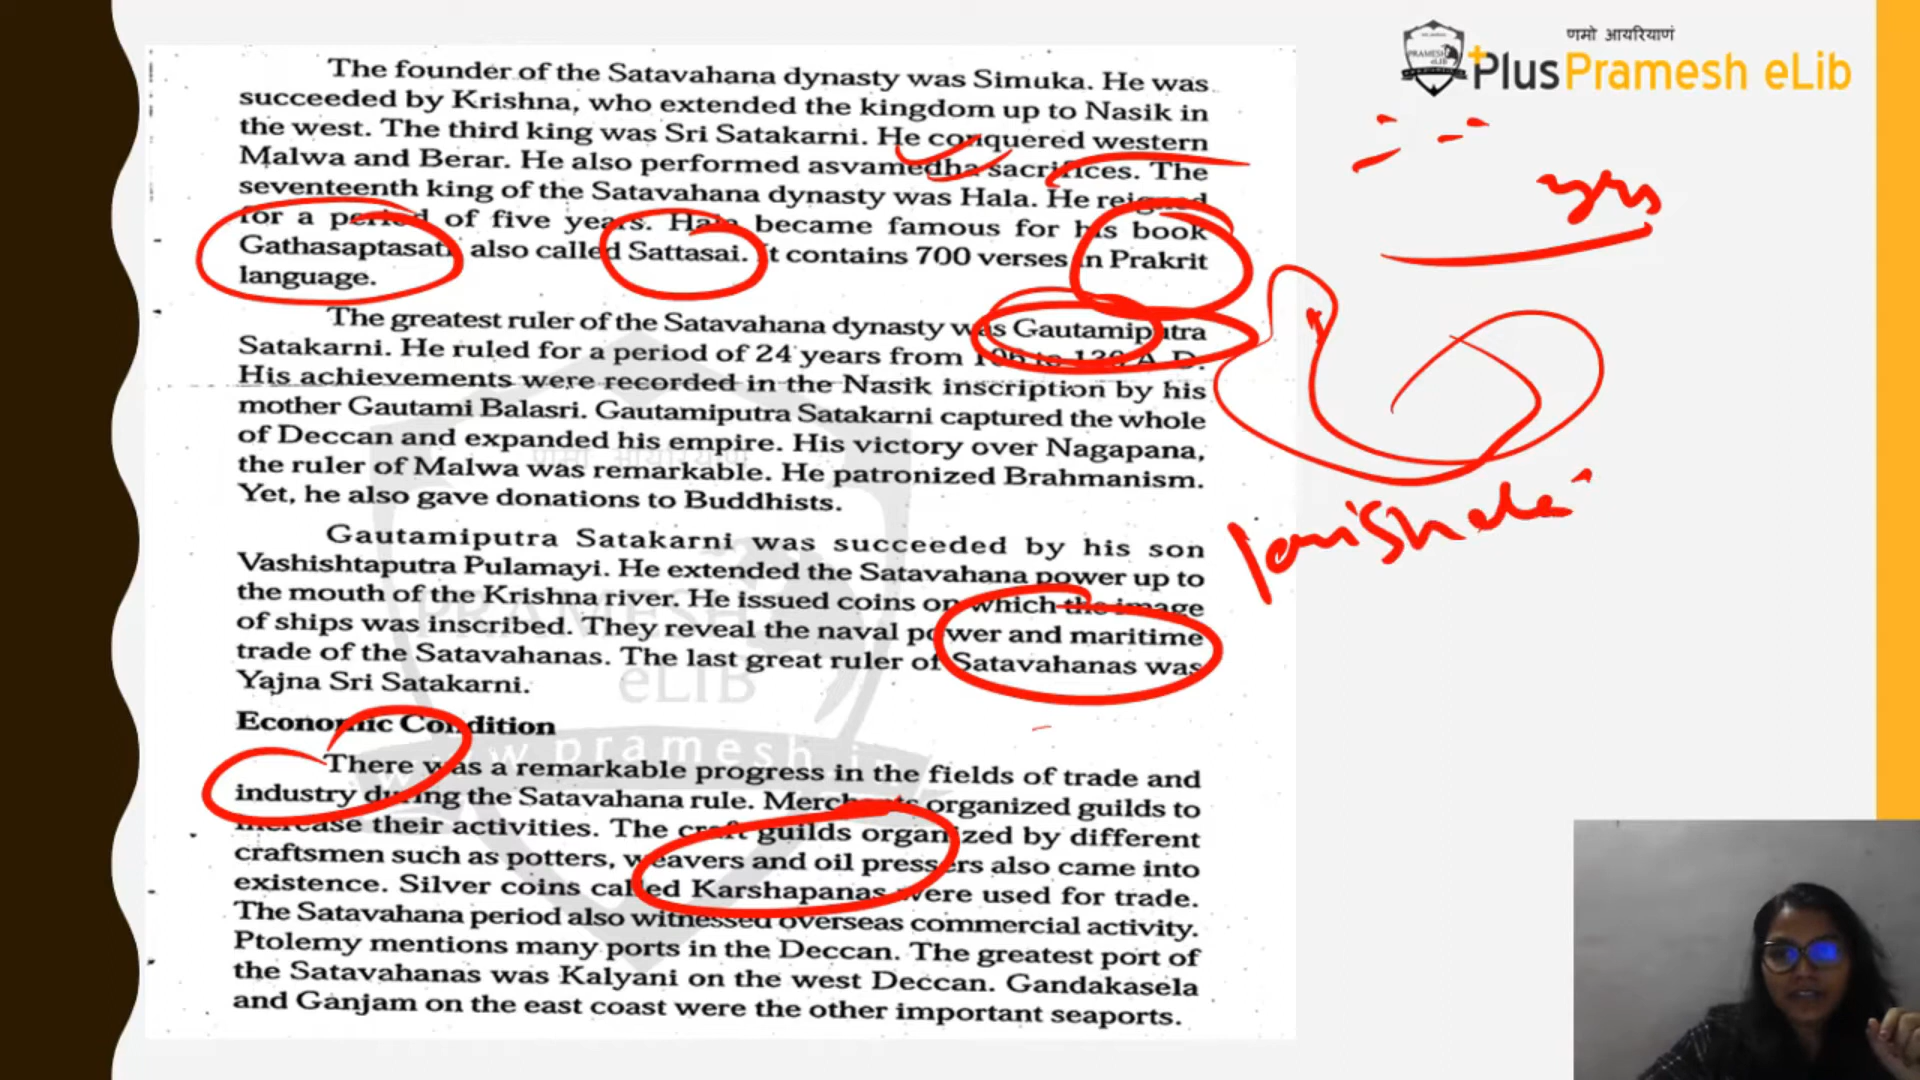 णमो आयरियाणं
PRAMESH
eLIB
Plus Pramesh eLib
The founder of the Satavahana dynasty was Simuka. He was
succeeded by Krishna, who extended the kingdom up to Nasik in
the west. The third king was Sri Satakarni. He conquered western
Malwa and Berar. He also performed asvamedha sacrifices. The
seventeenth king of the Satavahana dynasty was Hala. He reigned
for a period of five years. Hala became famous for his book
Gathasaptasati also called Sattasai. It contains 700 verses in Prakrit
language.
The greatest ruler of the Satavahana dynasty was Gautamiputra
Satakarni. He ruled for a period of 24 years from 106 to 130 A.D.
His achievements were recorded in the Nasik inscription by his
mother Gautami Balasri. Gautamiputra Satakarni captured the whole
of Deccan and expanded his empire. His victory over Nagapana,
the ruler of Malwa was remarkable. He patronized Brahmanism.
Yet, he also gave donations to Buddhists.
Gautamiputra Satakarni was succeeded by his son
Vashishtaputra Pulamayi. He extended the Satavahana power up to
the mouth of the Krishna river. He issued coins on which the image
of ships was inscribed. They reveal the naval power and maritime
trade of the Satavahanas. The last great ruler of Satavahanas was
Yajna Sri Satakarni.
Economic Condition
There was a remarkable progress in the fields of trade and
industry during the Satavahana rule. Merchants organized guilds to
increase their activities. The craft guilds organized by different
craftsmen such as potters, weavers and oil pressers also came into
existence. Silver coins called Karshapanas were used for trade.
The Satavahana period also witnessed overseas commercial activity.
Ptolemy mentions many ports in the Deccan. The greatest port of
the Satavahanas was Kalyani on the west Deccan. Gandakasela
and Ganjam on the east coast were the other important seaports.
yrs
णमो आयरियाणं
PRAMESH
eLIB
www.pramesh.in